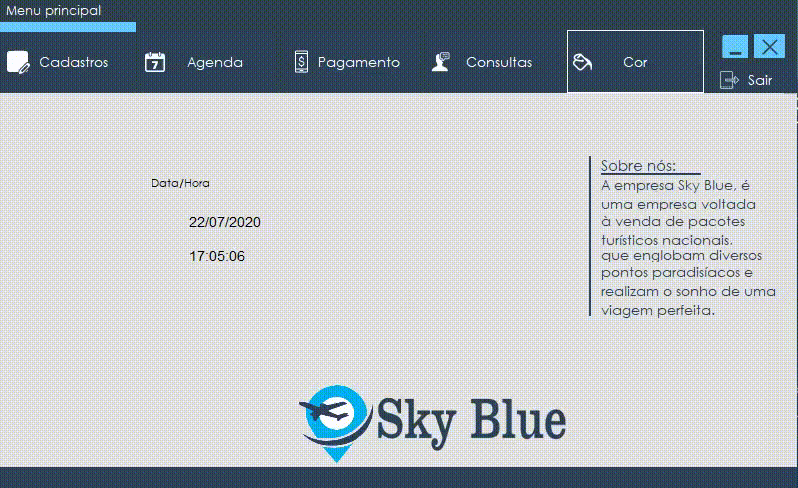 Menu principal
Cadastros
Agenda
Pagamento
Consultas
Cor
Sair
Data/Hora
22/07/2020
17:05:06
Sobre nós:
A empresa Sky Blue, é
uma empresa voltada
à venda de pacotes
turísticos nacionais.
que englobam diversos
pontos paradisíacos e
realizam o sonho de uma
viagem perfeita.
Sky Blue
7
$